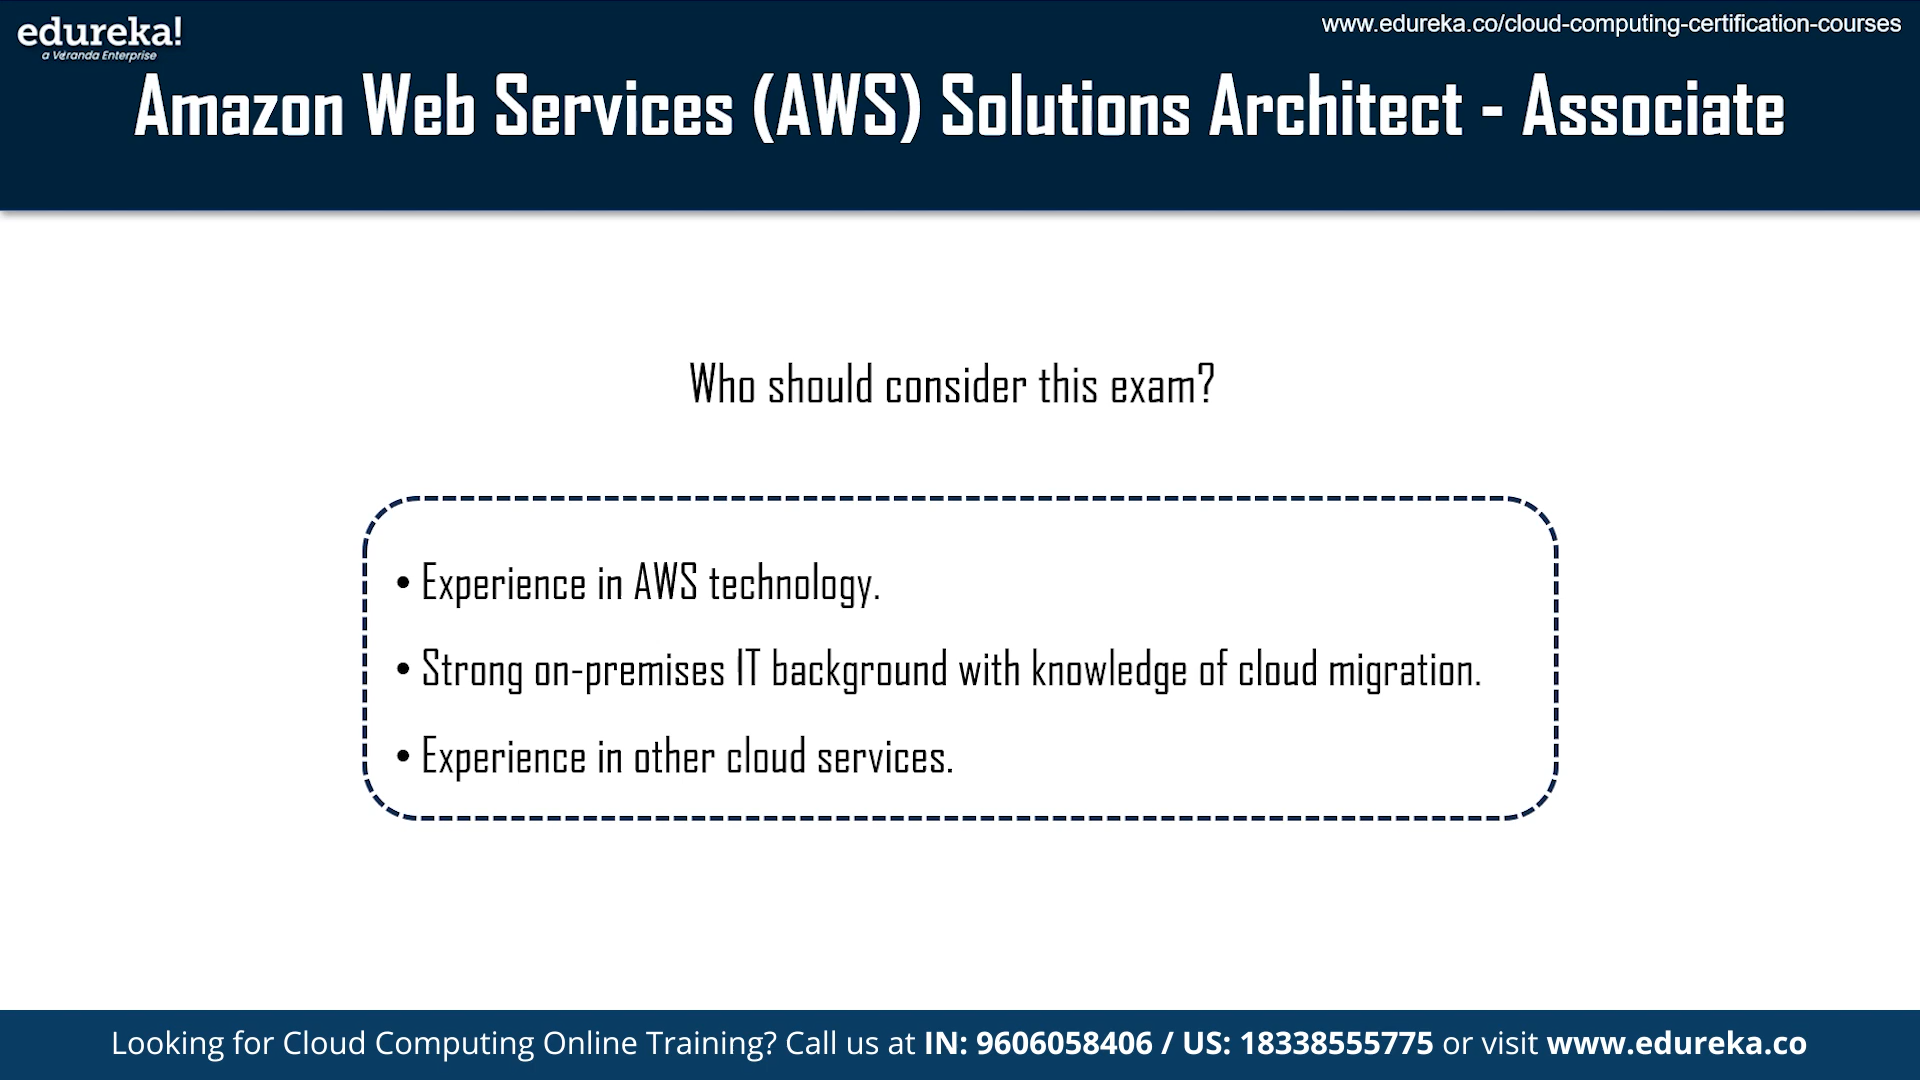 edureka!
a Veranda Enterprise
www.edureka.co/cloud-computing-certification-courses
Amazon Web Services (AWS) Solutions Architect - Associate
Who should consider this exam?
• Experience in AWS technology.
• Strong on-premises IT background with knowledge of cloud migration.
• Experience in other cloud services.
Looking for Cloud Computing Online Training? Call us at IN: 9606058406 / US: 18338555775 or visit www.edureka.co